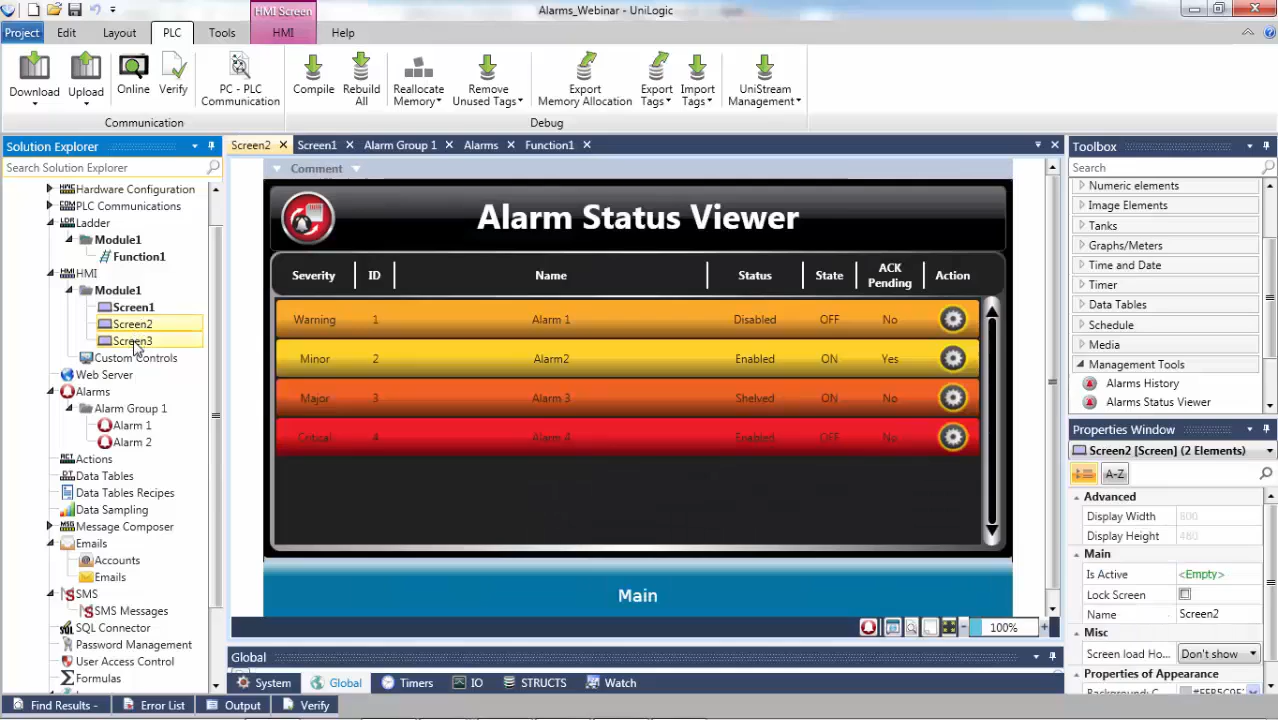 HMI Screen
Alarms_Webinar - UniLogic
Project Edit Layout PLC Tools HMI Help
Download Upload Online Verify PC - PLC Communication Compile Rebuild All Reallocate Memory Remove Unused Tags Export Memory Allocation Export Tags Import Tags UniStream Management
Communication Debug
Solution Explorer
Search Solution Explorer
Hardware Configuration
PLC Communications
Ladder
Module1
Function1
HMI
Module1
Screen1
Screen2
Screen3
Custom Controls
Web Server
Alarms
Alarm Group 1
Alarm 1
Alarm 2
Actions
Data Tables
Data Tables Recipes
Data Sampling
Message Composer
Emails
Accounts
Emails
SMS
SMS Messages
SQL Connector
Password Management
User Access Control
Formulas
Screen2 Screen1 Alarm Group 1 Alarms Function1
Comment
Alarm Status Viewer
Severity ID Name Status State ACK Pending Action
Warning 1 Alarm 1 Disabled OFF No
Minor 2 Alarm2 Enabled ON Yes
Major 3 Alarm 3 Shelved ON No
Critical 4 Alarm 4 Enabled OFF No
Main
100%
Global
System Global Timers IO STRUCTS Watch
Toolbox
Search
Numeric elements
Image Elements
Tanks
Graphs/Meters
Time and Date
Timer
Data Tables
Schedule
Media
Management Tools
Alarms History
Alarms Status Viewer
Properties Window
Screen2 [Screen] (2 Elements)
A-Z
Advanced
Display Width 800
Display Height 480
Main
Is Active <Empty>
Lock Screen
Name Screen2
Misc
Screen load Ho... Don't show
Properties of Appearance
Find Results - Error List Output Verify